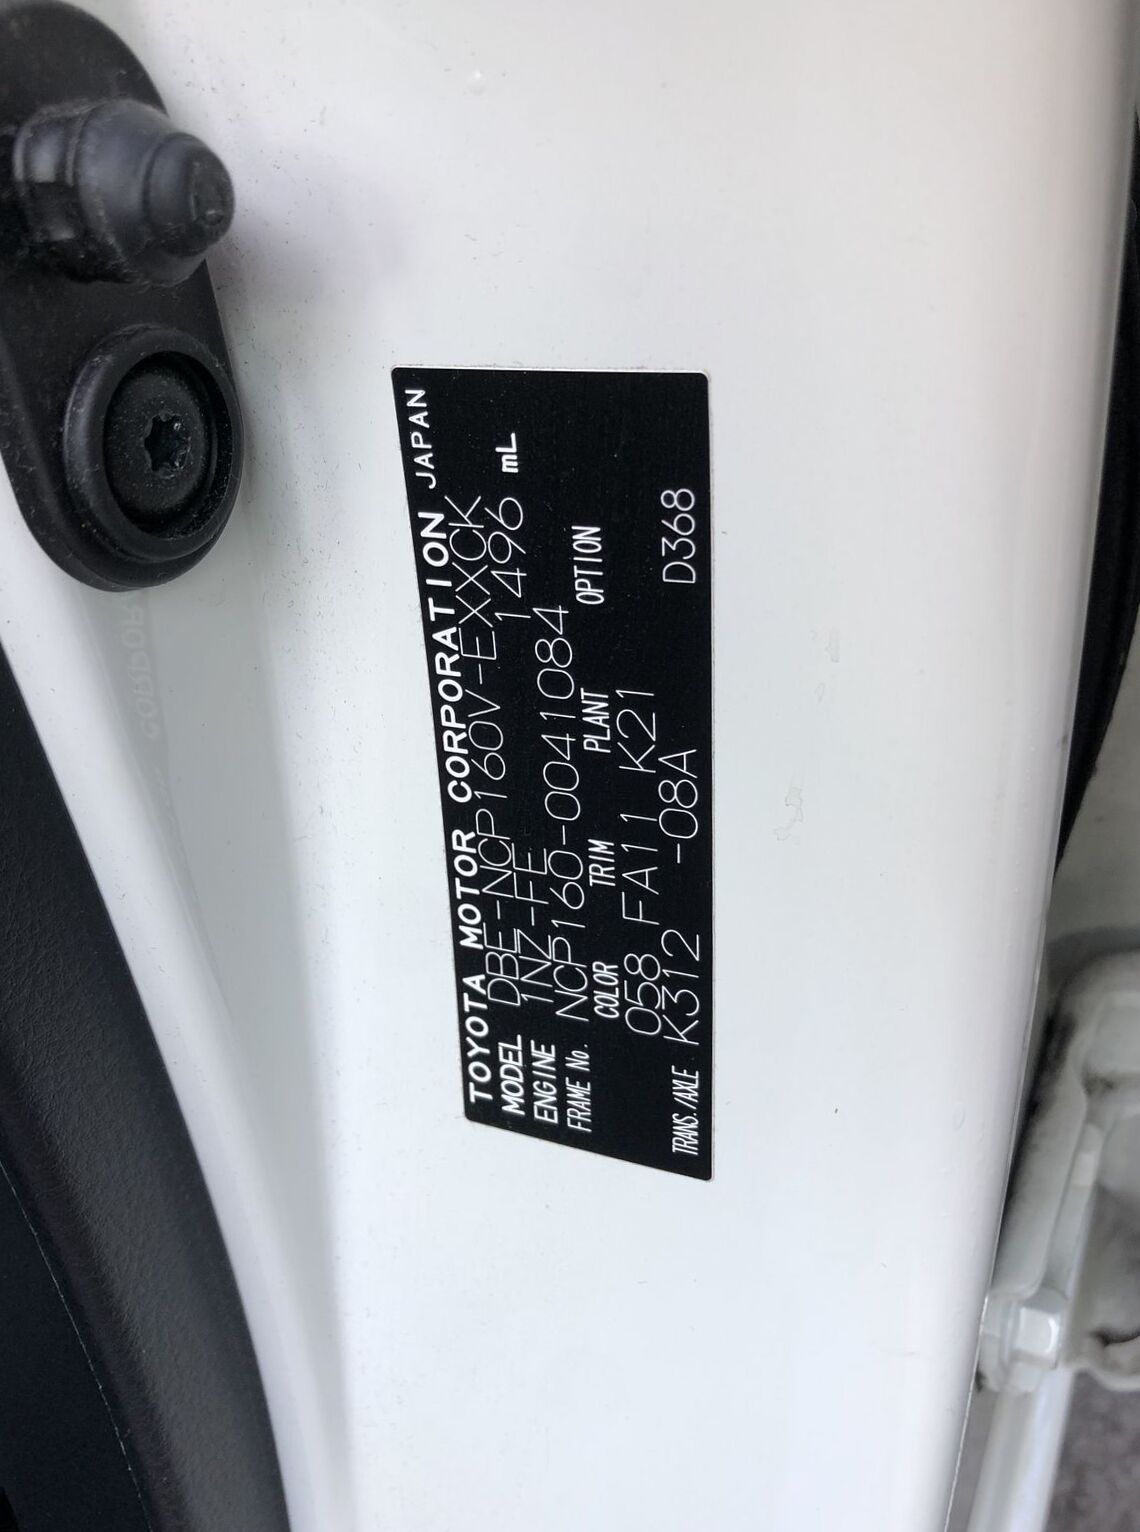 TOYOTA MOTOR CORPORATION JAPAN
MODEL DBE-NCP160V-EXXCK
ENGINE 1NZ-FE 1496 mL
FRAME No. NCP160-0041084
COLOR TRIM PLANT OPTION
058 FA11 K21
TRANS./AXLE K312 -08A D368